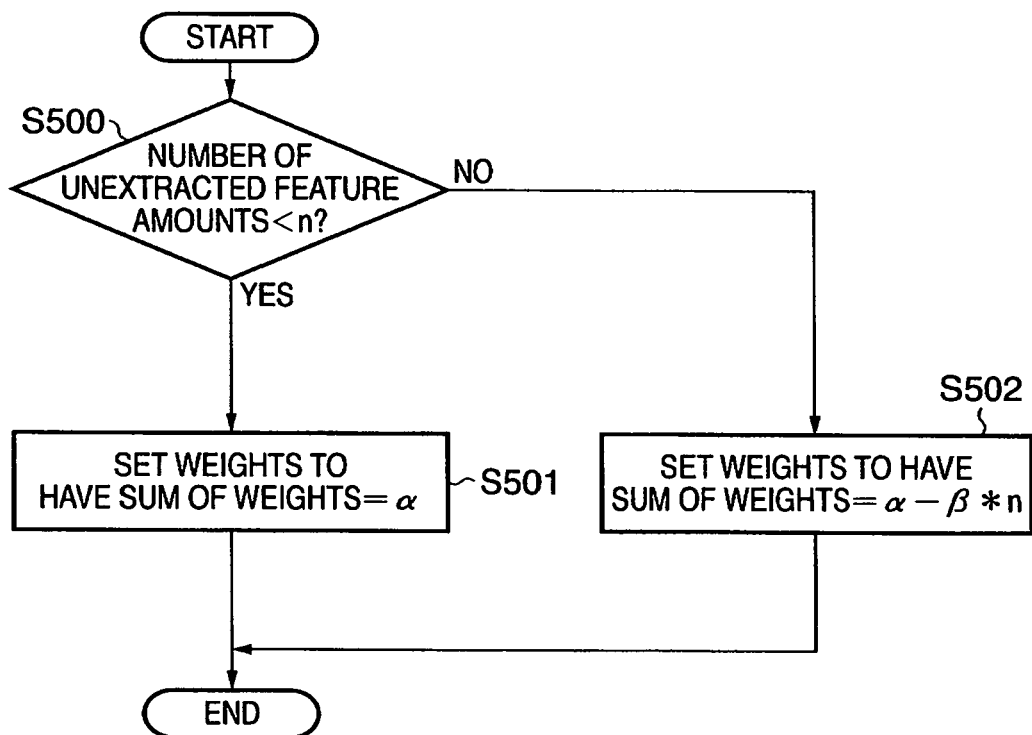 START
S500
NUMBER OF
UNEXTRACTED FEATURE
AMOUNTS<n?
NO
YES
S502
SET WEIGHTS TO
HAVE SUM OF WEIGHTS=α
S501
SET WEIGHTS TO HAVE
SUM OF WEIGHTS=α-β*n
END